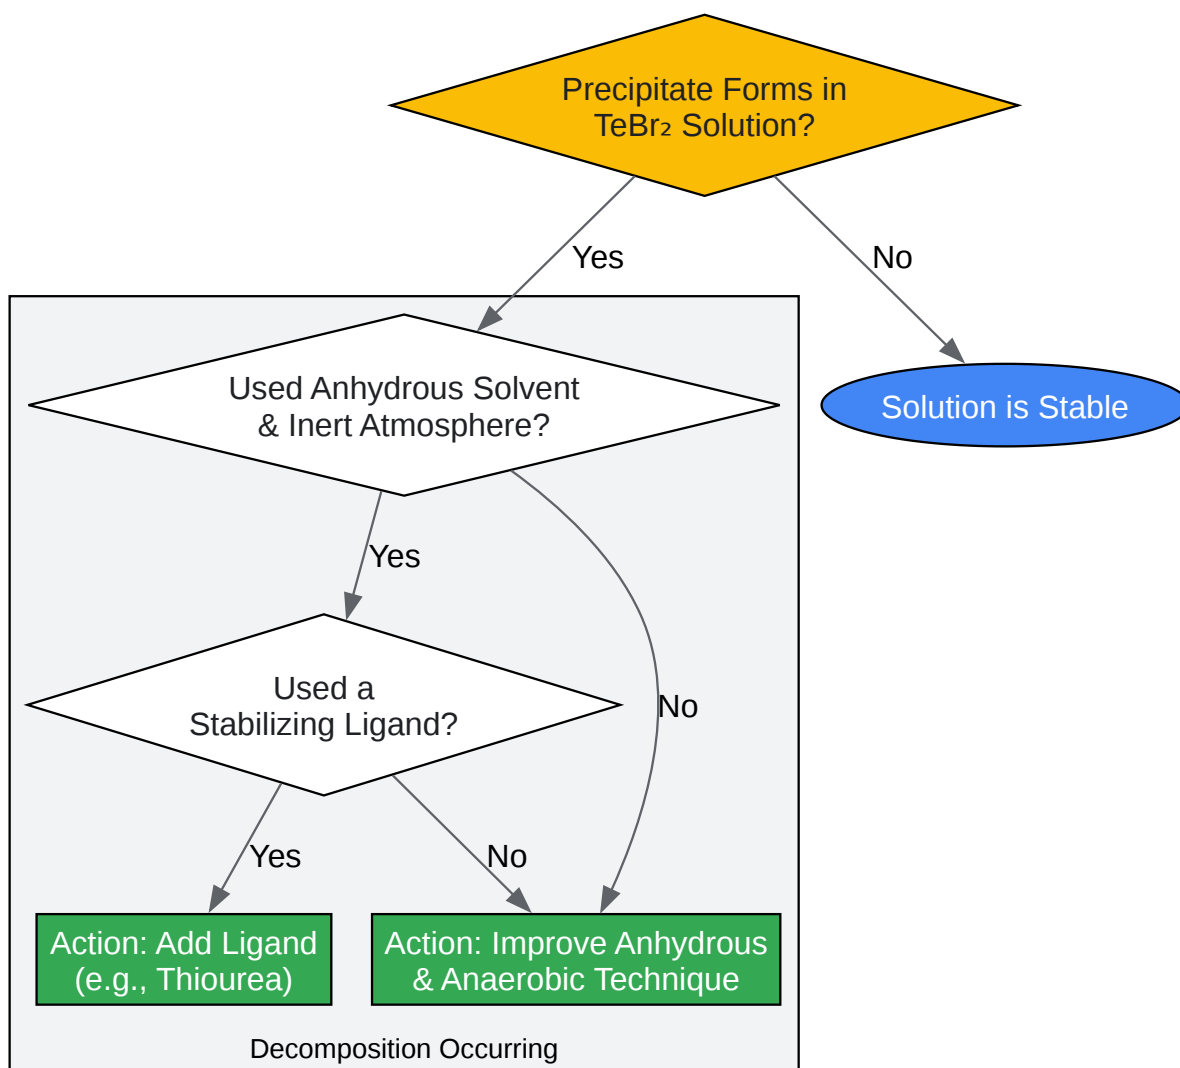 Precipitate Forms in
TeBr₂ Solution?
Yes
No
Used Anhydrous Solvent
& Inert Atmosphere?
Solution is Stable
Yes
No
Used a
Stabilizing Ligand?
Yes
No
Action: Add Ligand
(e.g., Thiourea)
Action: Improve Anhydrous
& Anaerobic Technique
Decomposition Occurring